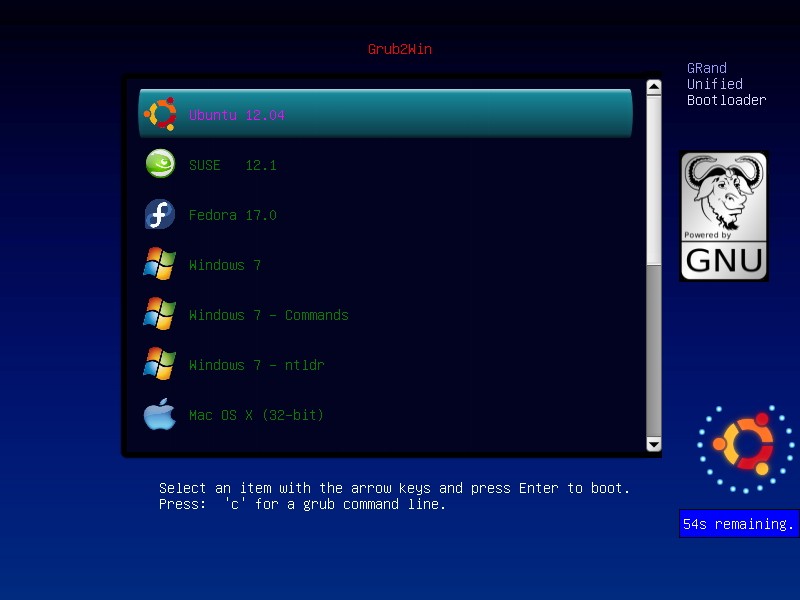 Grub2Win
GRand
Unified
Bootloader
Ubuntu 12.04
SUSE   12.1
Fedora 17.0
Windows 7
Windows 7 - Commands
Windows 7 - ntldr
Mac OS X (32-bit)
Powered by
GNU
Select an item with the arrow keys and press Enter to boot.
Press:  'c' for a grub command line.
54s remaining.